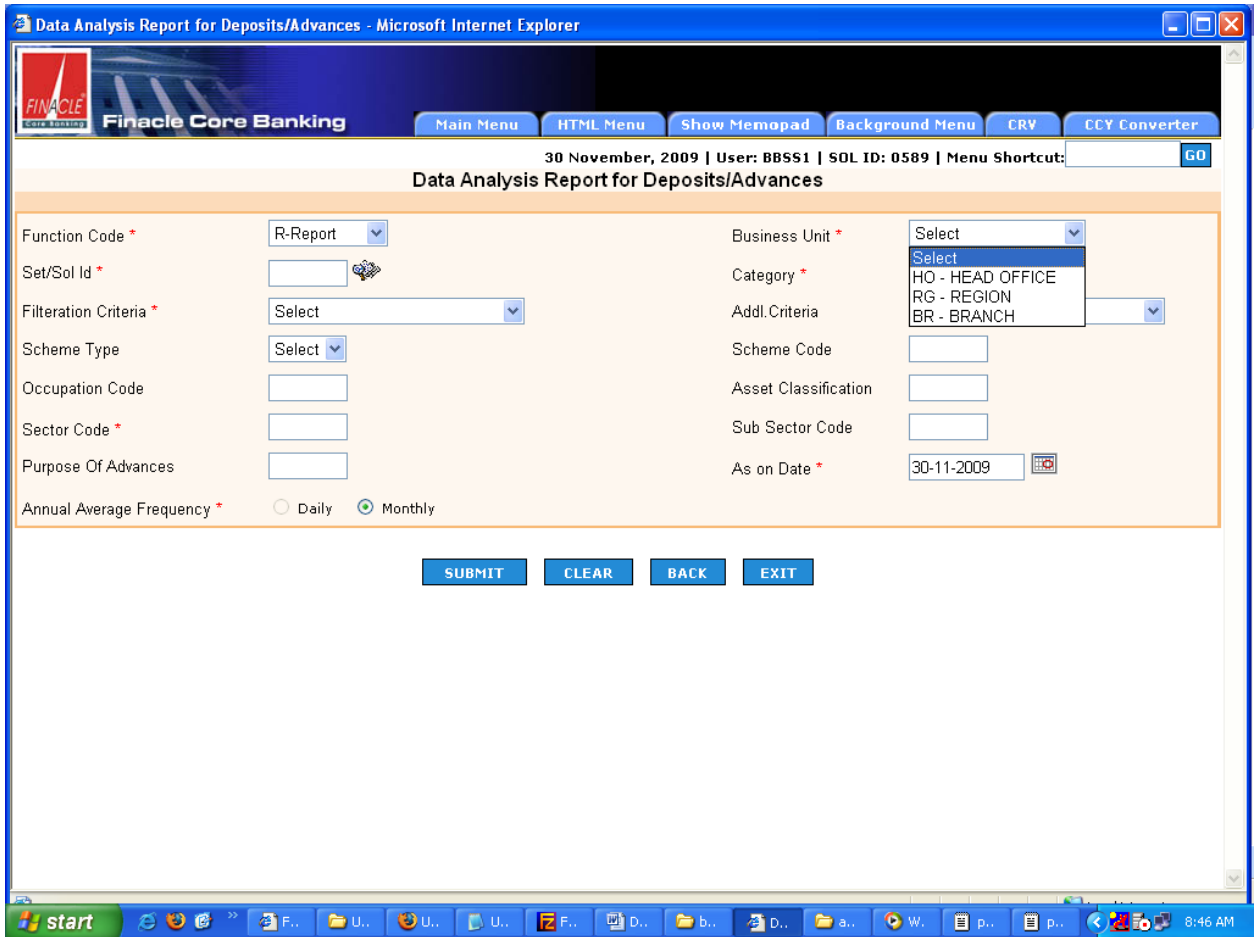 Data Analysis Report for Deposits/Advances - Microsoft Internet Explorer
FINACLE
Core Banking
Finacle Core Banking
Main Menu HTML Menu Show Memopad Background Menu CRV CCY Converter
30 November, 2009 | User: BBSS1 | SOL ID: 0589 | Menu Shortcut: GO
Data Analysis Report for Deposits/Advances
Function Code * R-Report Business Unit * Select
Select
Set/Sol Id * Category * HO - HEAD OFFICE
RG - REGION
Filteration Criteria * Select Addl.Criteria BR - BRANCH
Scheme Type Select Scheme Code
Occupation Code Asset Classification
Sector Code * Sub Sector Code
Purpose Of Advances As on Date * 30-11-2009
Annual Average Frequency * Daily Monthly
SUBMIT CLEAR BACK EXIT
start F.. U.. U.. U.. F.. D.. b.. D.. a.. W.. p.. p.. 8:46 AM